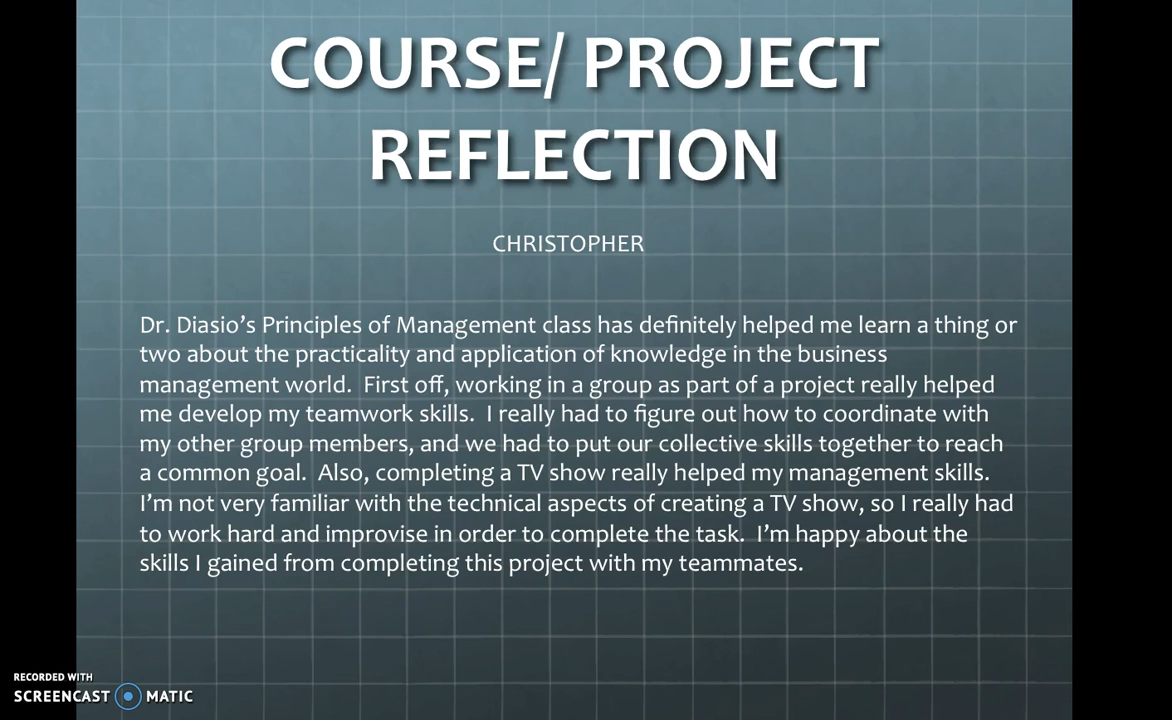 COURSE/ PROJECT
REFLECTION
CHRISTOPHER
Dr. Diasio’s Principles of Management class has definitely helped me learn a thing or
two about the practicality and application of knowledge in the business
management world.  First off, working in a group as part of a project really helped
me develop my teamwork skills.  I really had to figure out how to coordinate with
my other group members, and we had to put our collective skills together to reach
a common goal.  Also, completing a TV show really helped my management skills.
I’m not very familiar with the technical aspects of creating a TV show, so I really had
to work hard and improvise in order to complete the task.  I’m happy about the
skills I gained from completing this project with my teammates.
RECORDED WITH
SCREENCAST MATIC